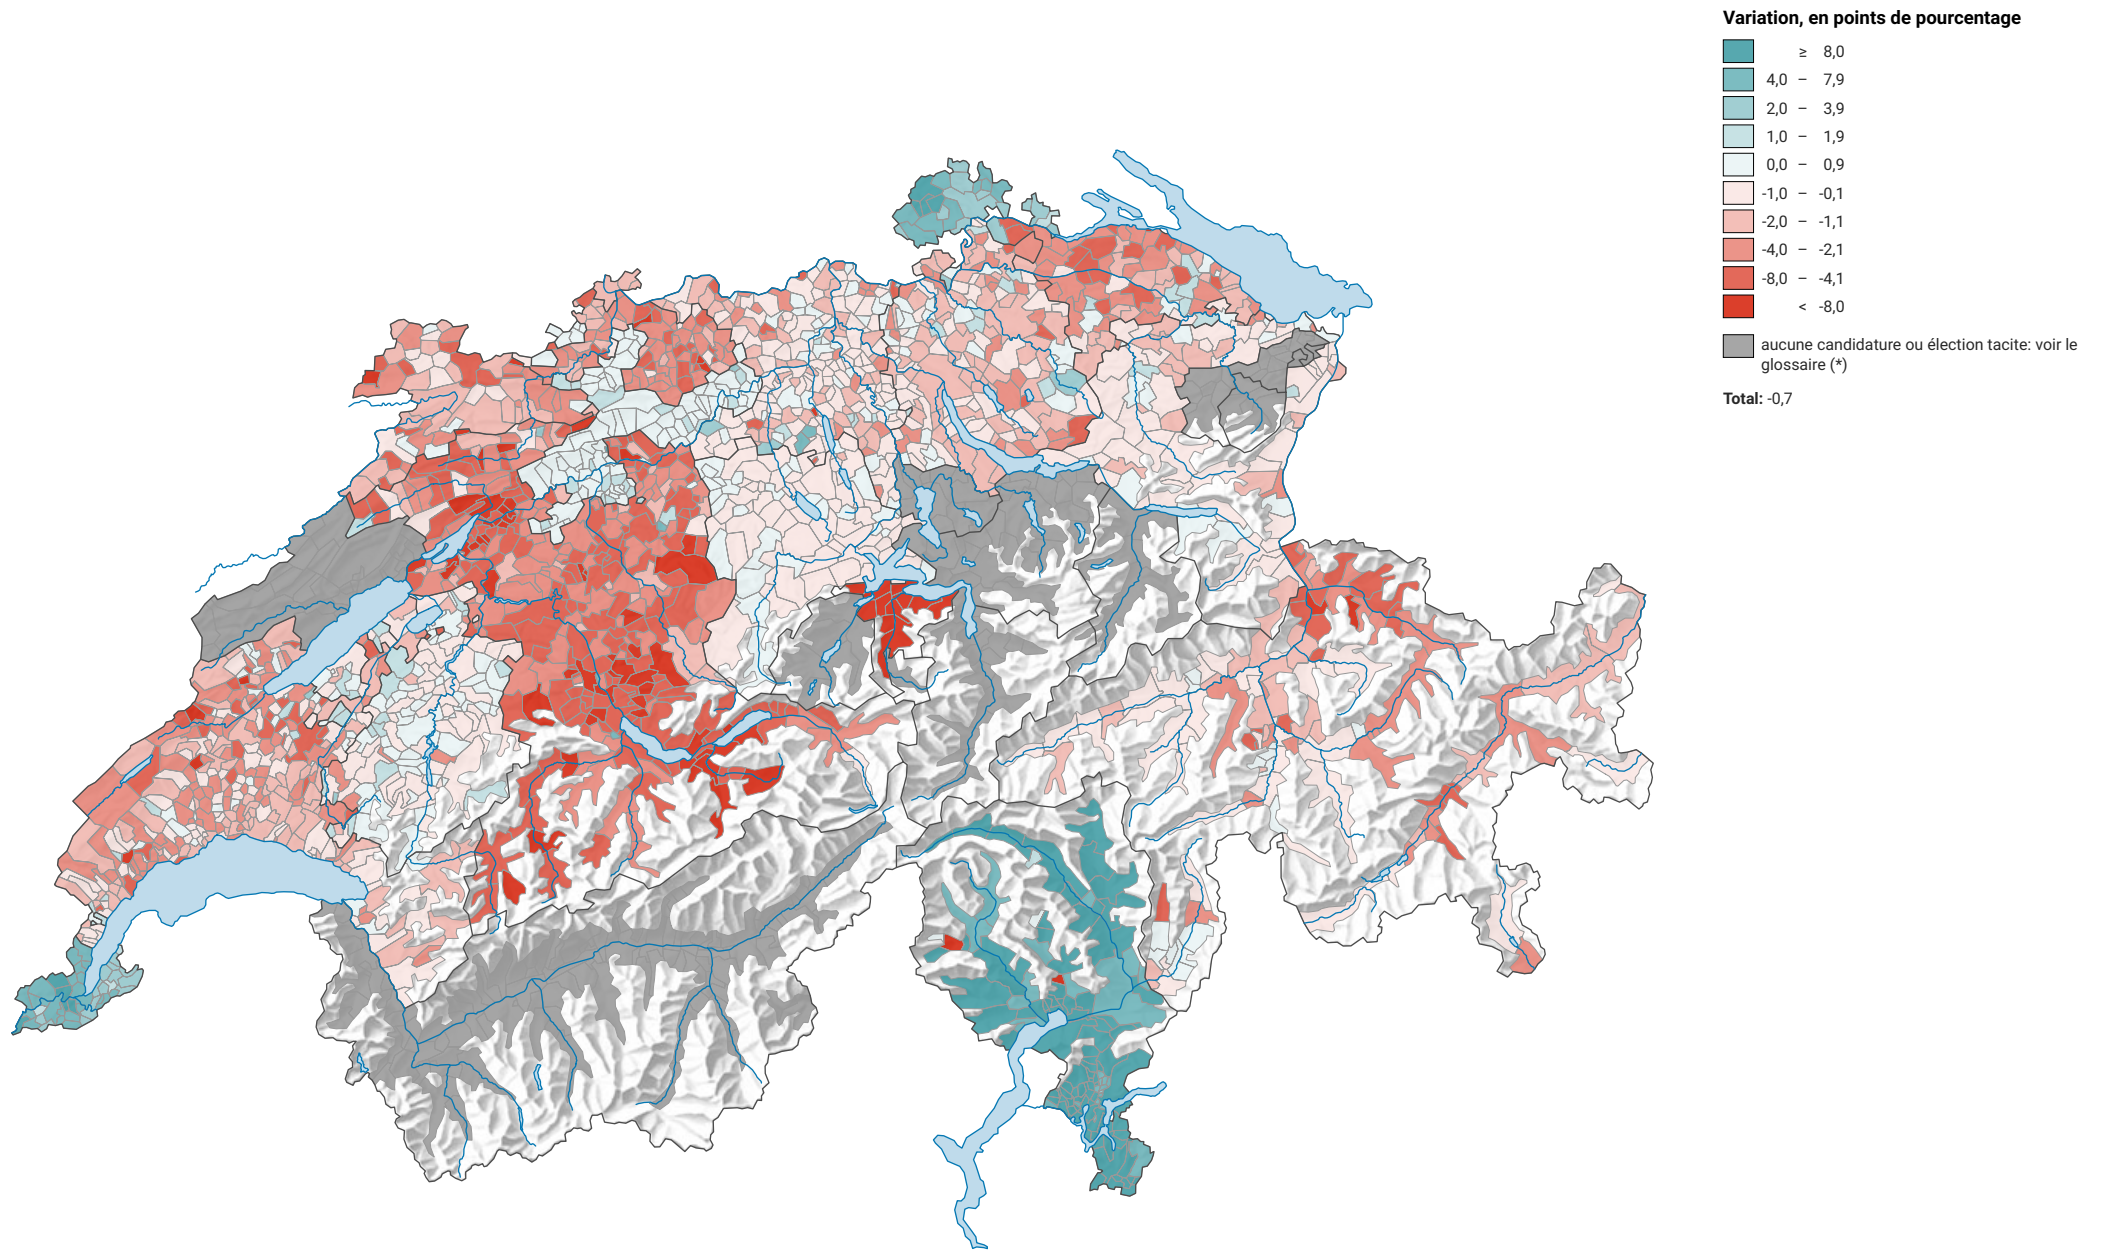 Variation, en points de pourcentage
≥ 8,0
4,0 – 7,9
2,0 – 3,9
1,0 – 1,9
0,0 – 0,9
-1,0 – -0,1
-2,0 – -1,1
-4,0 – -2,1
-8,0 – -4,1
< -8,0
aucune candidature ou élection tacite: voir le
glossaire (*)
Total: -0,7